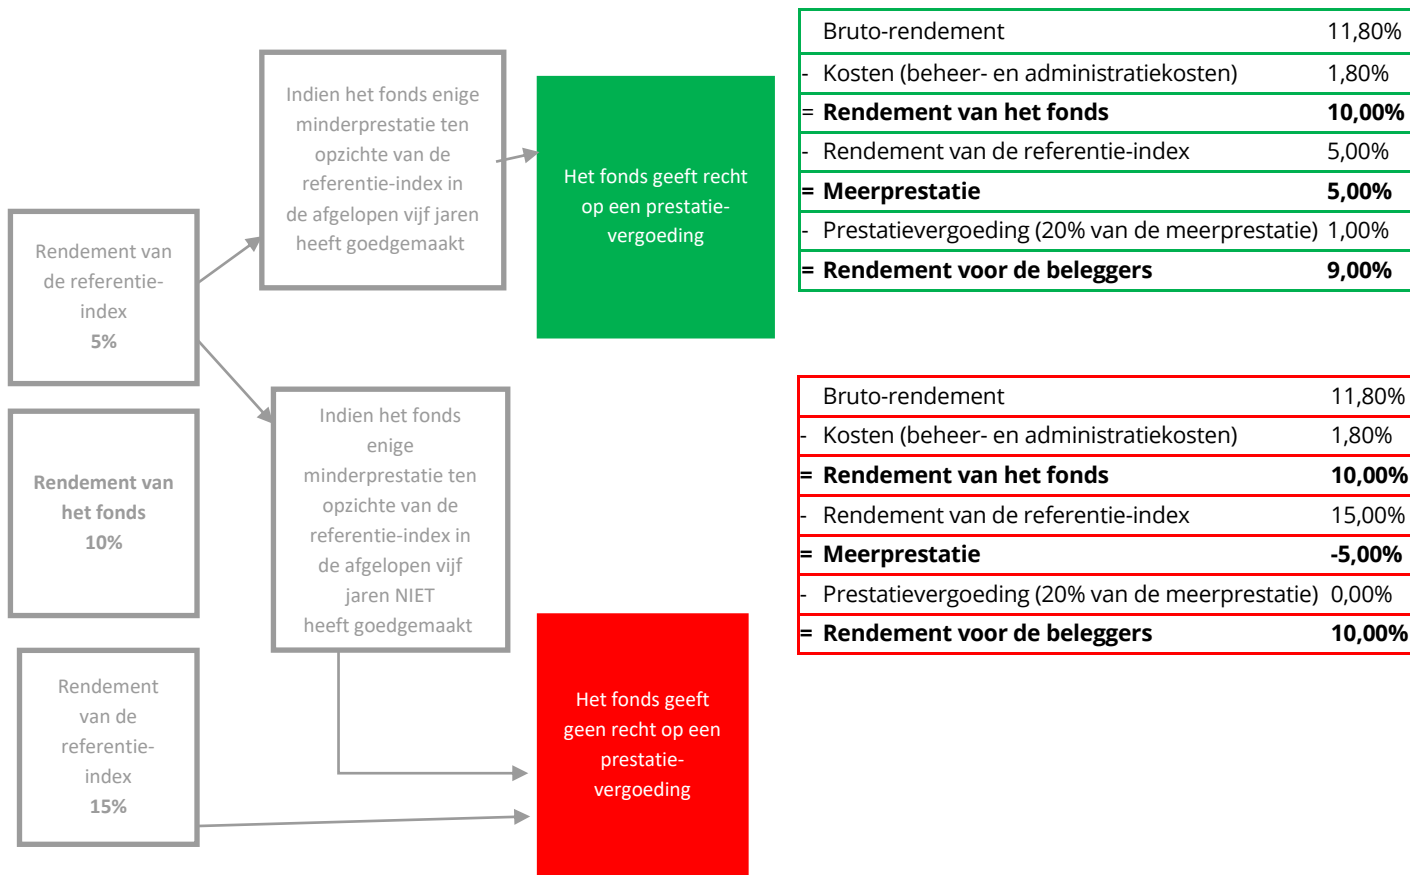 Rendement van
de referentie-
index
5%
Rendement van
het fonds
10%
Rendement
van de
referentie-
index
15%
Indien het fonds enige
minderprestatie ten
opzichte van de
referentie-index in
de afgelopen vijf jaren
heeft goedgemaakt
Indien het fonds
enige
minderprestatie ten
opzichte van de
referentie-index in
de afgelopen vijf
jaren NIET
heeft goedgemaakt
Het fonds geeft recht
op een prestatie-
vergoeding
Het fonds geeft
geen recht op een
prestatie-
vergoeding
Bruto-rendement 11,80%
- Kosten (beheer- en administratiekosten) 1,80%
= Rendement van het fonds 10,00%
- Rendement van de referentie-index 5,00%
= Meerprestatie 5,00%
- Prestatievergoeding (20% van de meerprestatie) 1,00%
= Rendement voor de beleggers 9,00%
Bruto-rendement 11,80%
- Kosten (beheer- en administratiekosten) 1,80%
= Rendement van het fonds 10,00%
- Rendement van de referentie-index 15,00%
= Meerprestatie -5,00%
- Prestatievergoeding (20% van de meerprestatie) 0,00%
= Rendement voor de beleggers 10,00%